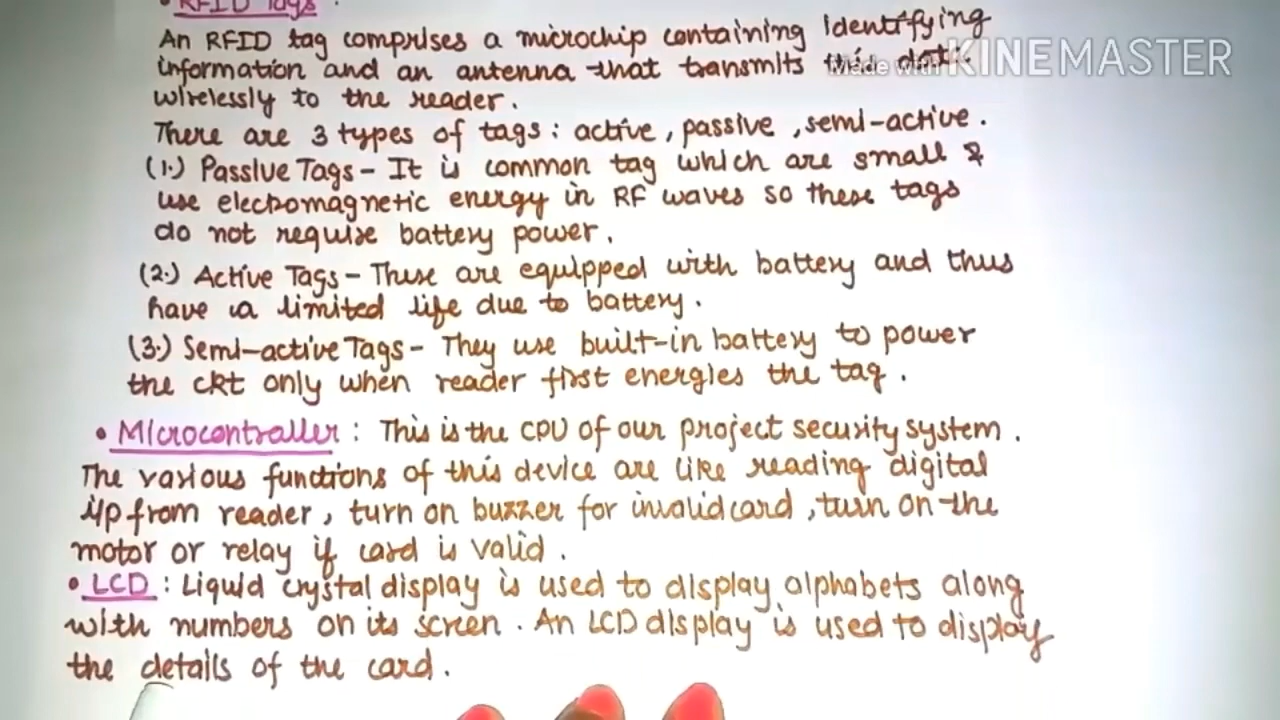 • RFID Tags :
An RFID tag comprises a microchip containing identifying
information and an antenna that transmits this data
wirelessly to the reader.
There are 3 types of tags: active, passive, semi-active.
(1.) Passive Tags - It is common tag which are small &
use electromagnetic energy in RF waves so these tags
do not require battery power.
(2.) Active Tags - These are equipped with battery and thus
have a limited life due to battery.
(3.) Semi-active Tags - They use built-in battery to power
the ckt only when reader first energies the tag.
• Microcontroller : This is the CPU of our project security system.
The various functions of this device are like reading digital
i/p from reader, turn on buzzer for invalid card, turn on the
motor or relay if card is valid.
• LCD : Liquid crystal display is used to display alphabets along
with numbers on its screen. An LCD display is used to display
the details of the card.
Made with KINEMASTER